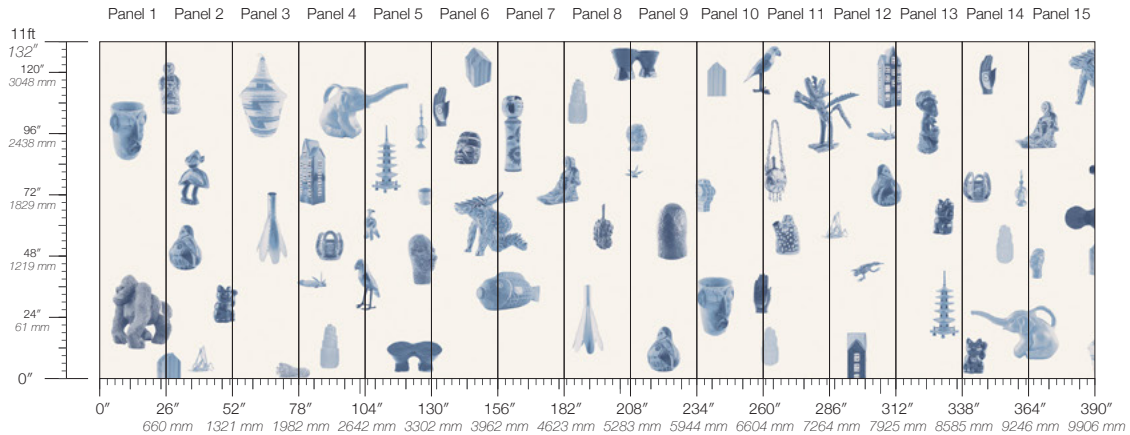 Panel 1 Panel 2 Panel 3 Panel 4 Panel 5 Panel 6 Panel 7 Panel 8 Panel 9 Panel 10 Panel 11 Panel 12 Panel 13 Panel 14 Panel 15
11ft
132″
120″
3048 mm
96″
2438 mm
72″
1829 mm
48″
1219 mm
24″
61 mm
0″
0″ 26″ 52″ 78″ 104″ 130″ 156″ 182″ 208″ 234″ 260″ 286″ 312″ 338″ 364″ 390″
660 mm 1321 mm 1982 mm 2642 mm 3302 mm 3962 mm 4623 mm 5283 mm 5944 mm 6604 mm 7264 mm 7925 mm 8585 mm 9246 mm 9906 mm